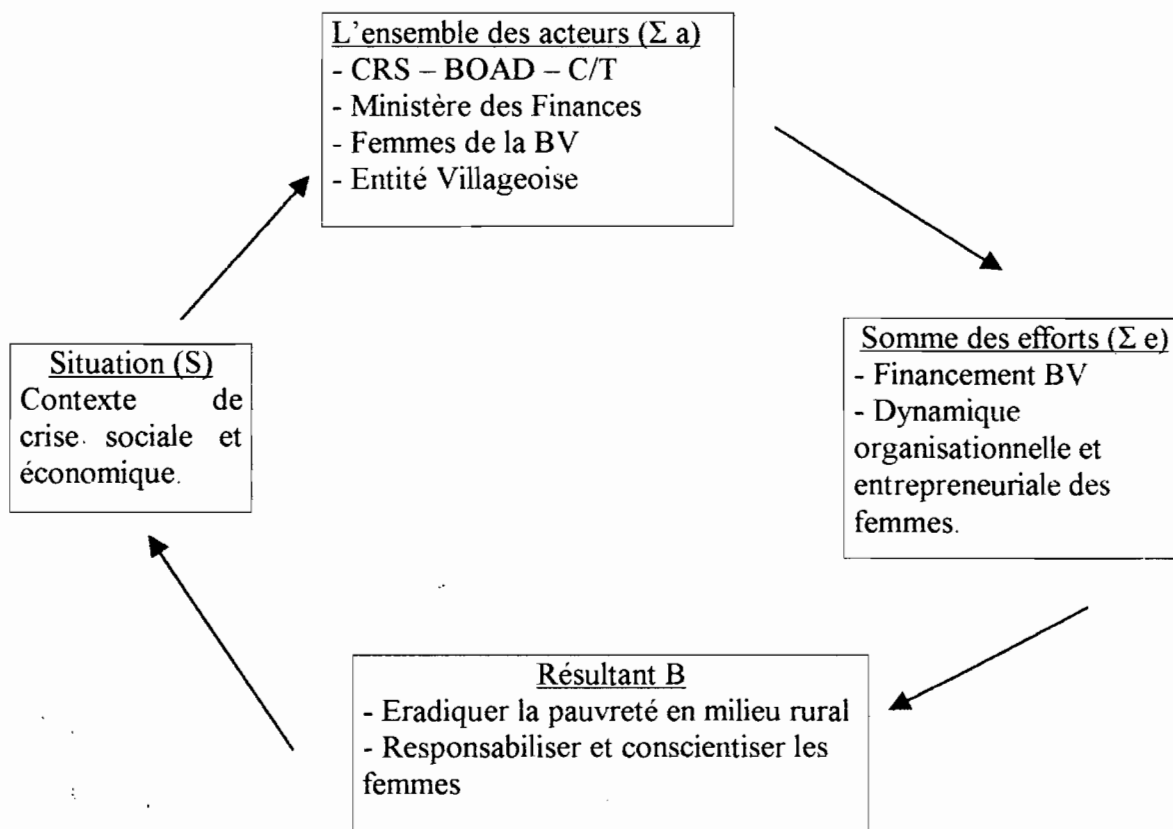 L'ensemble des acteurs (Σ a)
- CRS – BOAD – C/T
- Ministère des Finances
- Femmes de la BV
- Entité Villageoise
Situation (S)
Contexte de
crise sociale et
économique.
Somme des efforts (Σ e)
- Financement BV
- Dynamique
organisationnelle et
entrepreneuriale des
femmes.
Résultant B
- Eradiquer la pauvreté en milieu rural
- Responsabiliser et conscientiser les
femmes